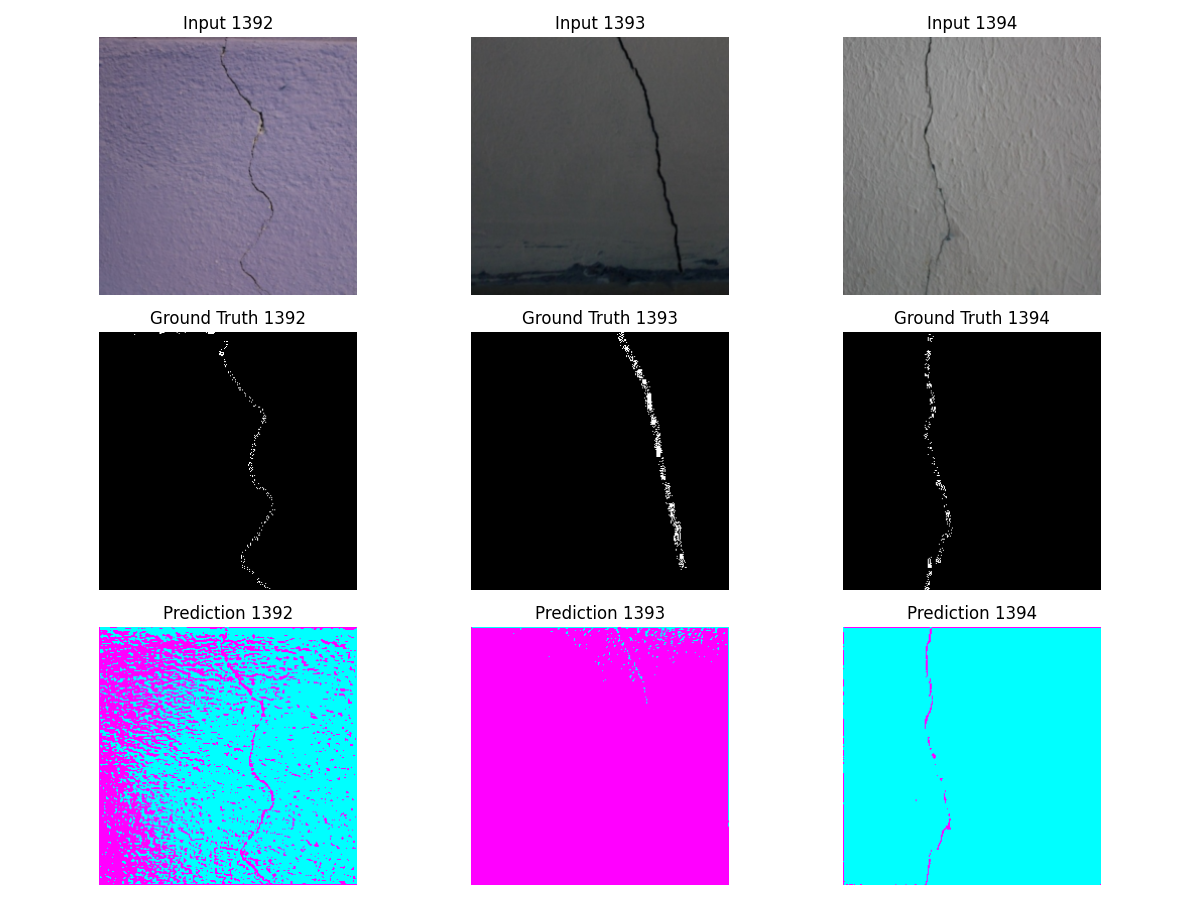 Input 1392
Input 1393
Input 1394
Ground Truth 1392
Ground Truth 1393
Ground Truth 1394
Prediction 1392
Prediction 1393
Prediction 1394